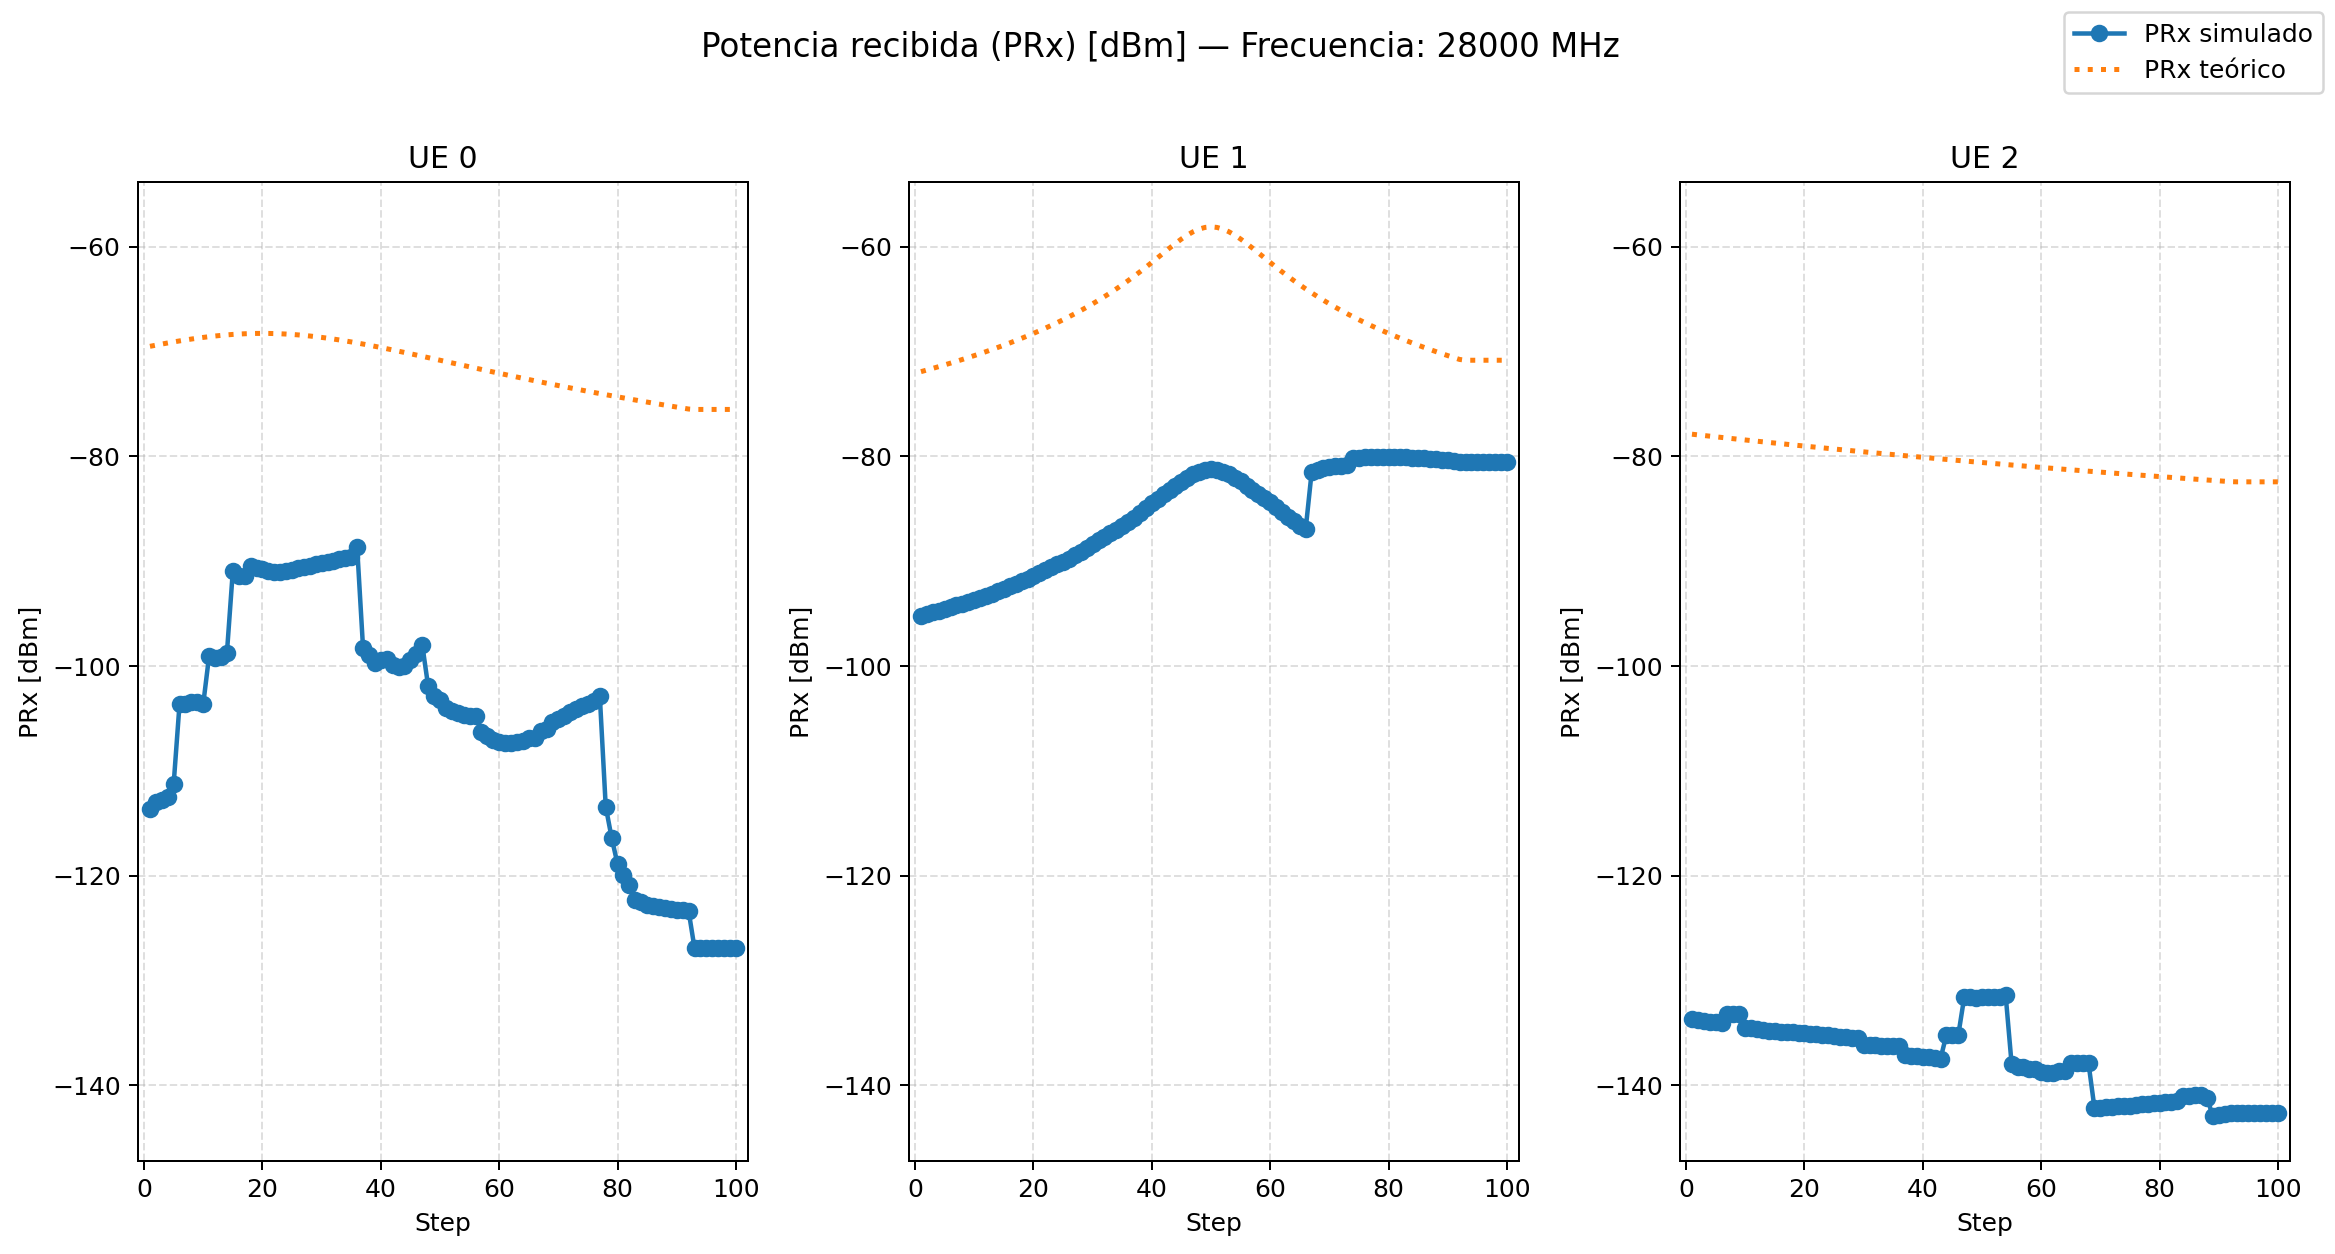 Potencia recibida (PRx) [dBm] — Frecuencia: 28000 MHz
PRx simulado
PRx teórico
UE 0
−60
−80
−100
−120
−140
PRx [dBm]
0 20 40 60 80 100
Step
UE 1
−60
−80
−100
−120
−140
PRx [dBm]
0 20 40 60 80 100
Step
UE 2
−60
−80
−100
−120
−140
PRx [dBm]
0 20 40 60 80 100
Step